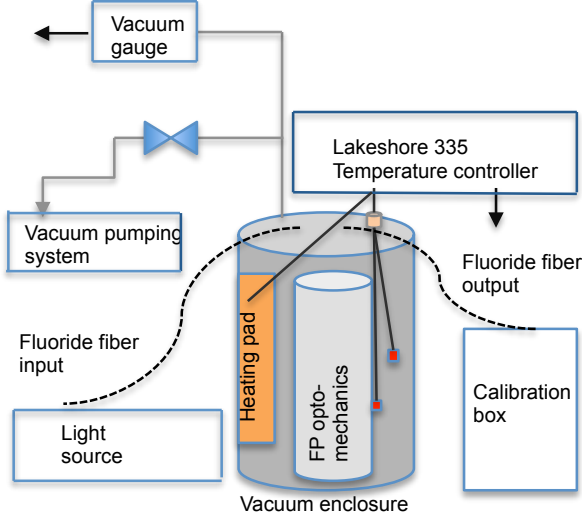 Vacuum
gauge
Lakeshore 335
Temperature controller
Vacuum pumping
system
Fluoride fiber
output
Fluoride fiber
input
Heating pad
FP opto-
mechanics
Calibration
box
Light
source
Vacuum enclosure